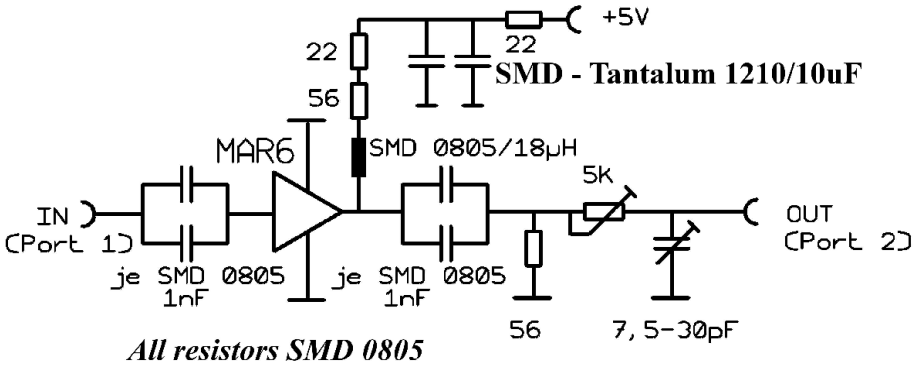 +5V
22
22
SMD - Tantalum 1210/10uF
56
MAR6
SMD 0805/18µH
5K
IN
(Port 1)
OUT
(Port 2)
je SMD 0805
1nF
je SMD 0805
1nF
56
7,5-30pF
All resistors SMD 0805